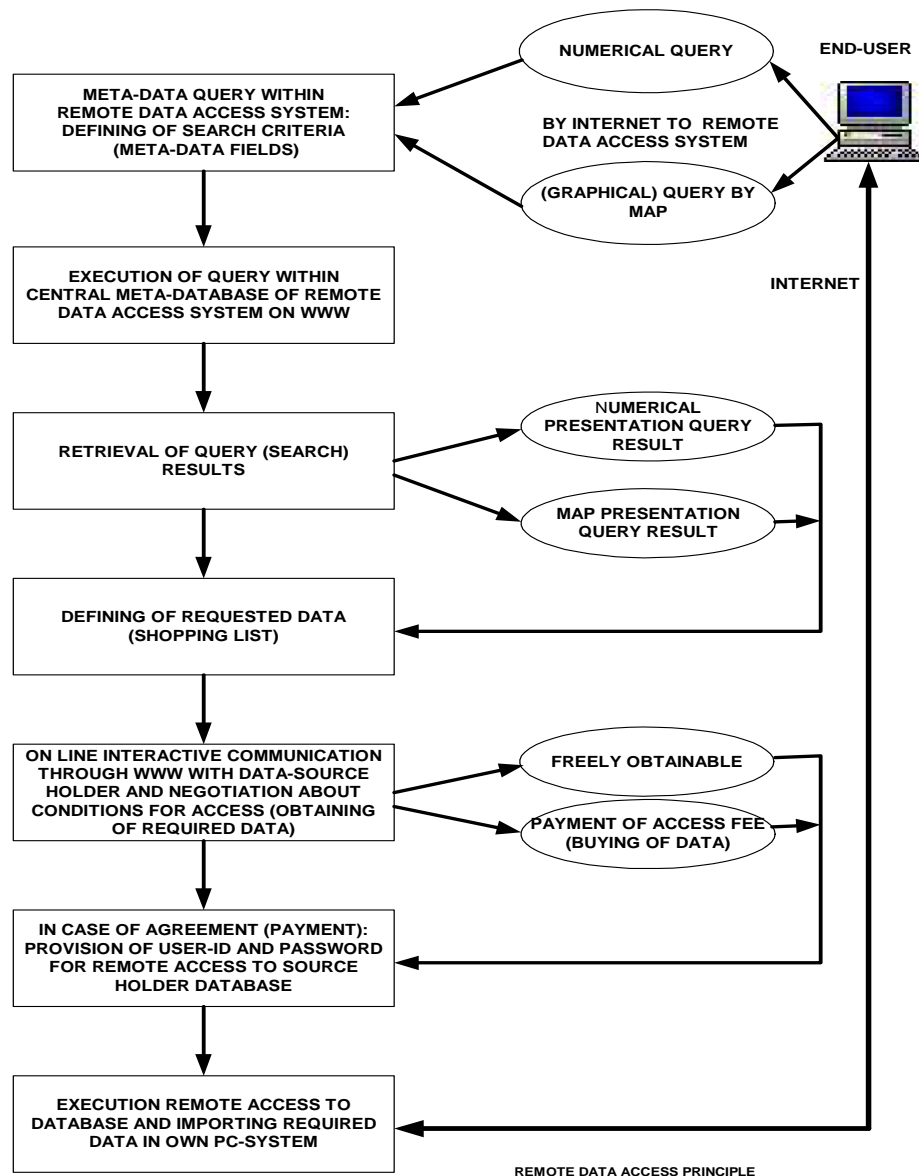 NUMERICAL QUERY
END-USER
META-DATA QUERY WITHIN
REMOTE DATA ACCESS SYSTEM:
DEFINING OF SEARCH CRITERIA
(META-DATA FIELDS)
BY INTERNET TO REMOTE
DATA ACCESS SYSTEM
(GRAPHICAL) QUERY BY
MAP
EXECUTION OF QUERY WITHIN
CENTRAL META-DATABASE OF REMOTE
DATA ACCESS SYSTEM ON WWW
INTERNET
RETRIEVAL OF QUERY (SEARCH)
RESULTS
NUMERICAL
PRESENTATION QUERY
RESULT
MAP PRESENTATION
QUERY RESULT
DEFINING OF REQUESTED DATA
(SHOPPING LIST)
ON LINE INTERACTIVE COMMUNICATION
THROUGH WWW WITH DATA-SOURCE
HOLDER AND NEGOTIATION ABOUT
CONDITIONS FOR ACCESS (OBTAINING
OF REQUIRED DATA)
FREELY OBTAINABLE
PAYMENT OF ACCESS FEE
(BUYING OF DATA)
IN CASE OF AGREEMENT (PAYMENT):
PROVISION OF USER-ID AND PASSWORD
FOR REMOTE ACCESS TO SOURCE
HOLDER DATABASE
EXECUTION REMOTE ACCESS TO
DATABASE AND IMPORTING REQUIRED
DATA IN OWN PC-SYSTEM
REMOTE DATA ACCESS PRINCIPLE